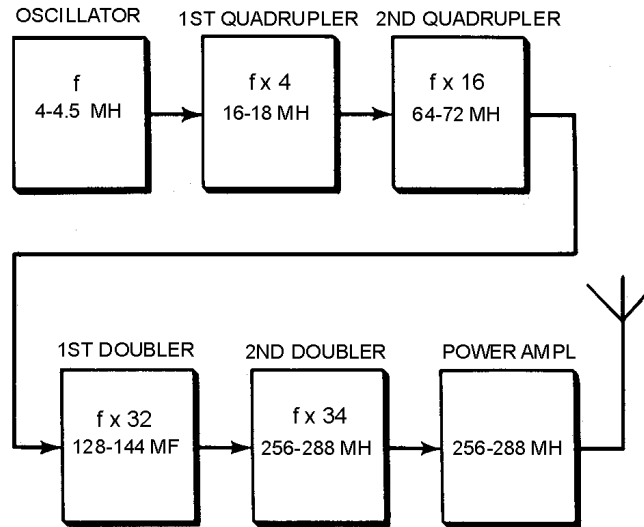 OSCILLATOR
1ST QUADRUPLER
2ND QUADRUPLER
f
4-4.5 MH
f x 4
16-18 MH
f x 16
64-72 MH
1ST DOUBLER
2ND DOUBLER
POWER AMPL
f x 32
128-144 MF
f x 34
256-288 MH
256-288 MH